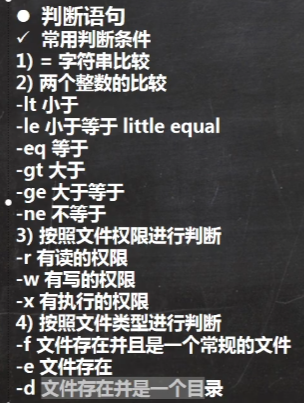 ● 判断语句
✓ 常用判断条件
1) = 字符串比较
2) 两个整数的比较
-lt 小于
-le 小于等于 little equal
-eq 等于
-gt 大于
-ge 大于等于
-ne 不等于
3) 按照文件权限进行判断
-r 有读的权限
-w 有写的权限
-x 有执行的权限
4) 按照文件类型进行判断
-f 文件存在并且是一个常规的文件
-e 文件存在
-d 文件存在并是一个目录